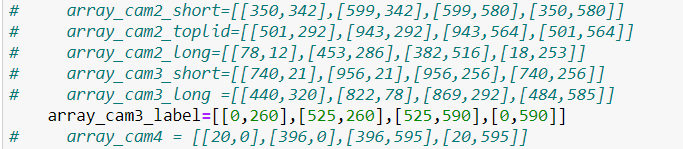 #     array_cam2_short=[[350,342],[599,342],[599,580],[350,580]]
#     array_cam2_toplid=[[501,292],[943,292],[943,564],[501,564]]
#     array_cam2_long=[[78,12],[453,286],[382,516],[18,253]]
#     array_cam3_short=[[740,21],[956,21],[956,256],[740,256]]
#     array_cam3_long =[[440,320],[822,78],[869,292],[484,585]]
    array_cam3_label=[[0,260],[525,260],[525,590],[0,590]]
#     array_cam4 = [[20,0],[396,0],[396,595],[20,595]]